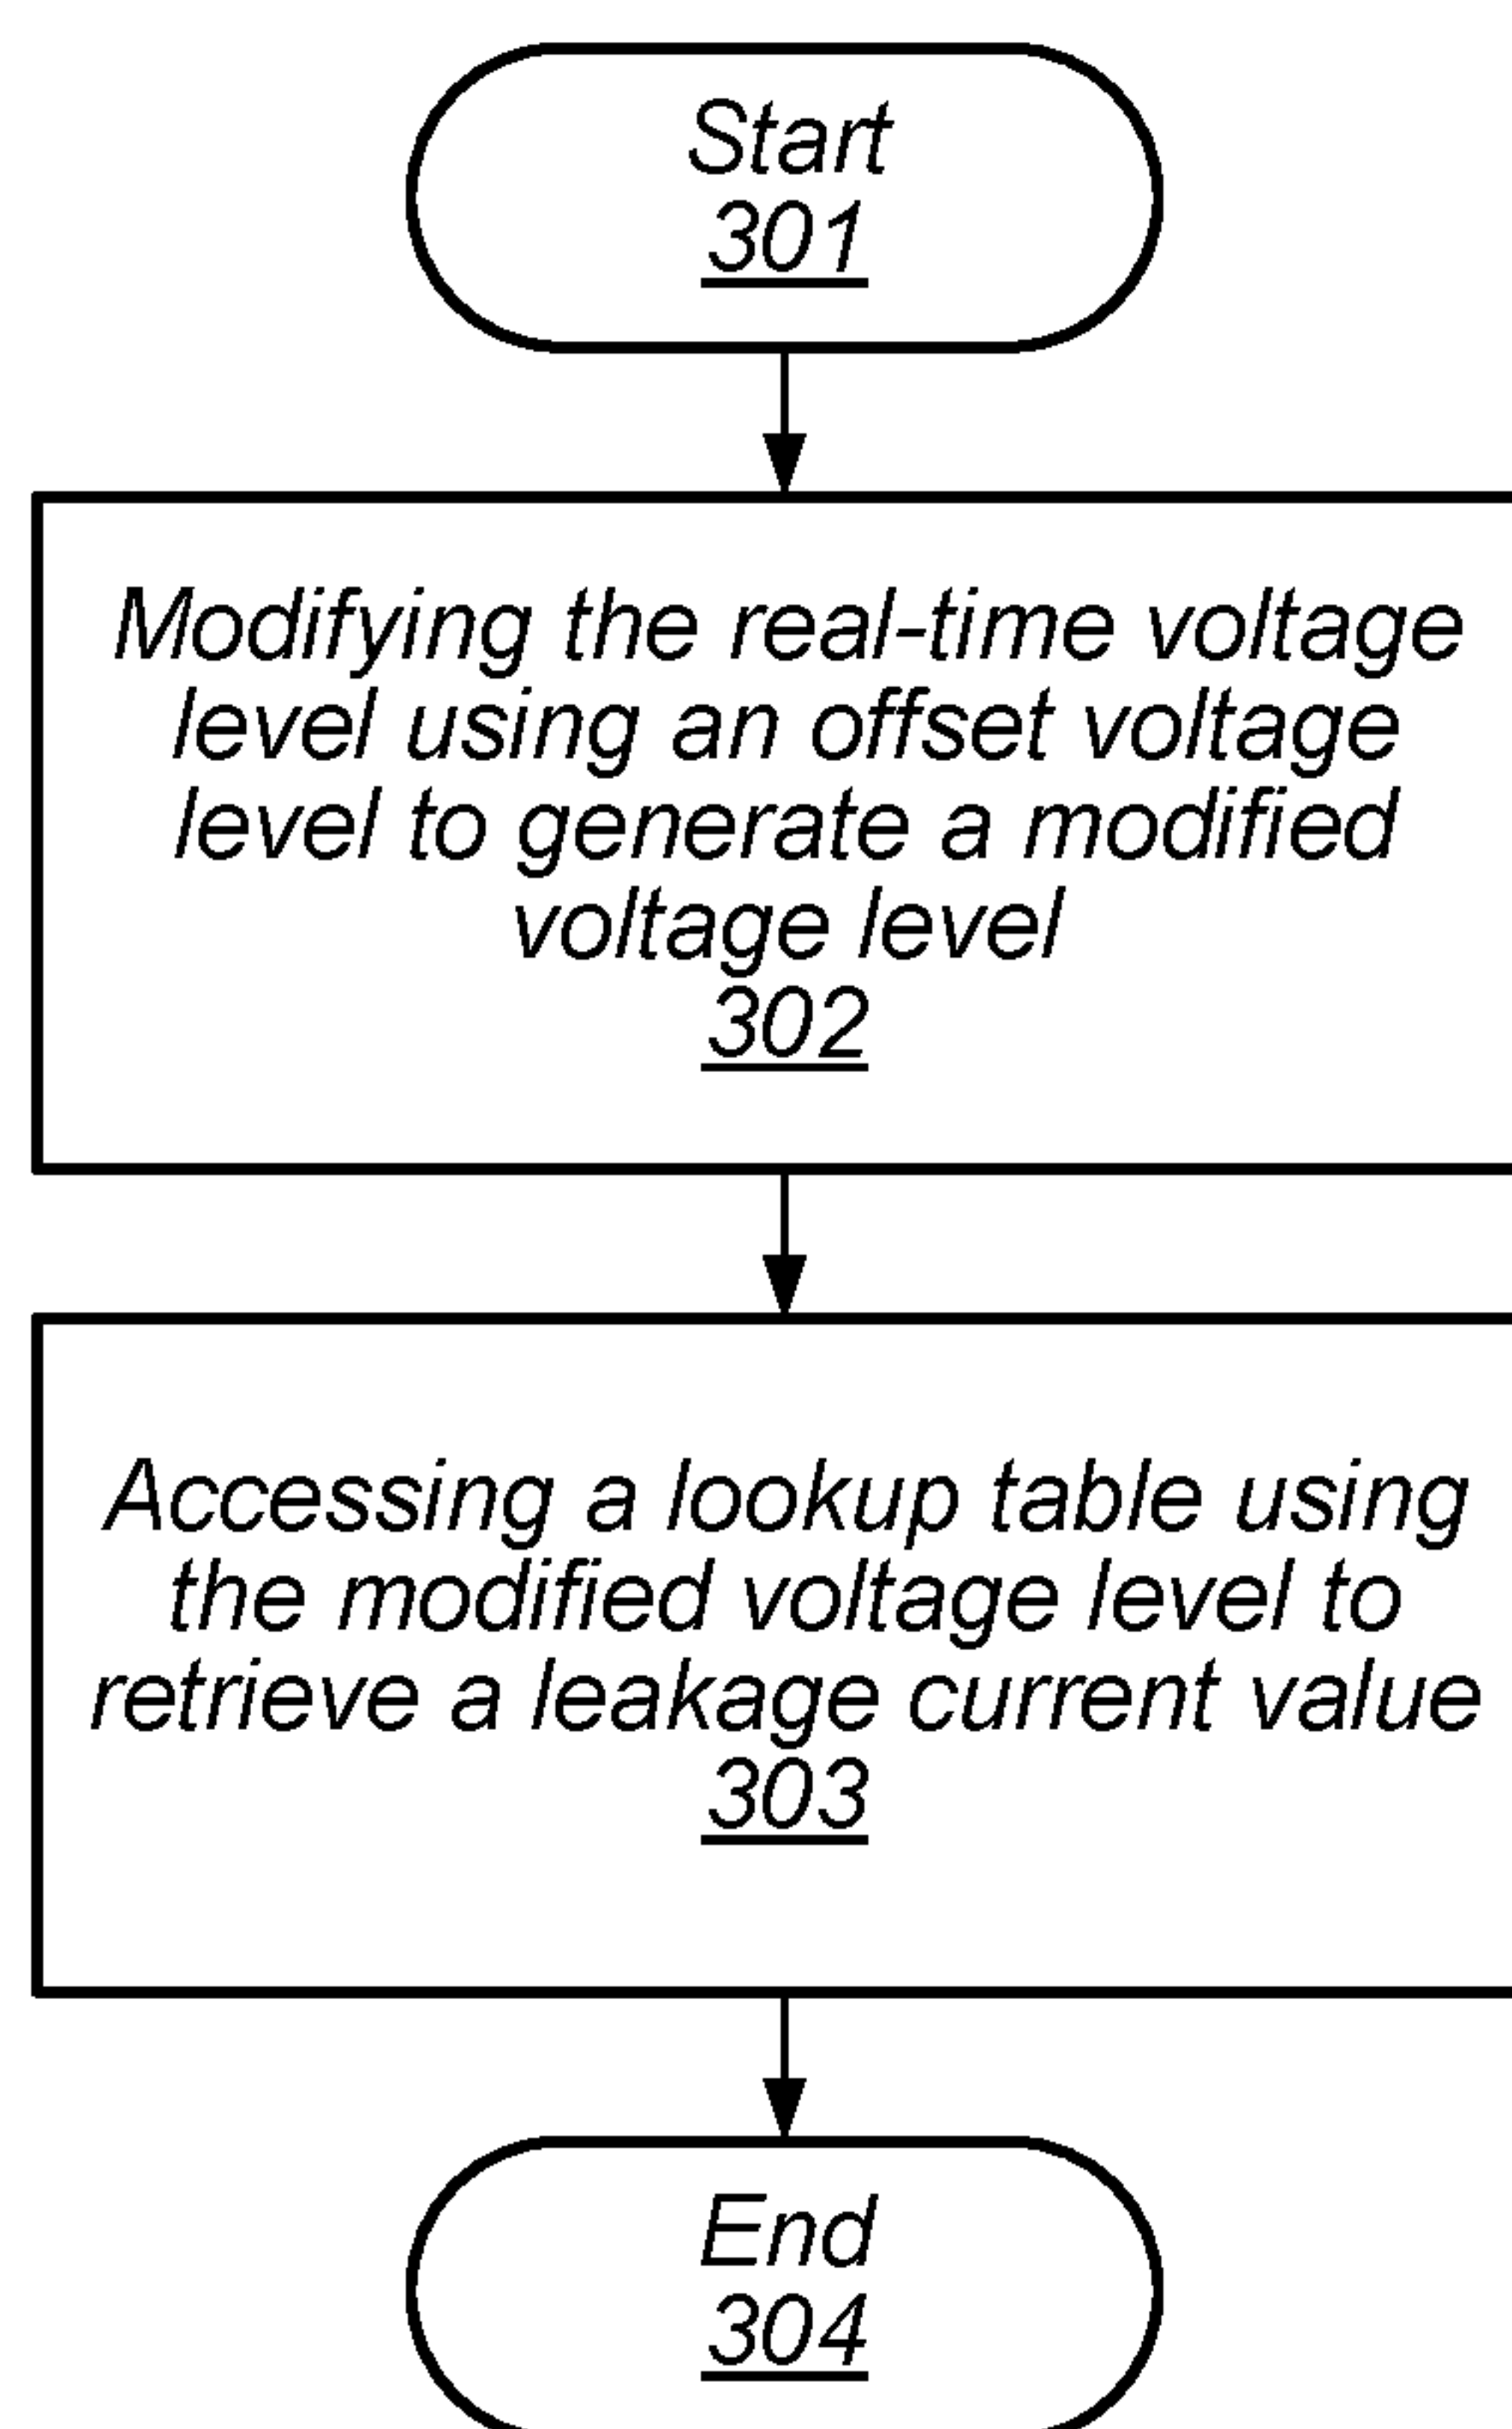 Start
301
Modifying the real-time voltage
level using an offset voltage
level to generate a modified
voltage level
302
Accessing a lookup table using
the modified voltage level to
retrieve a leakage current value
303
End
304